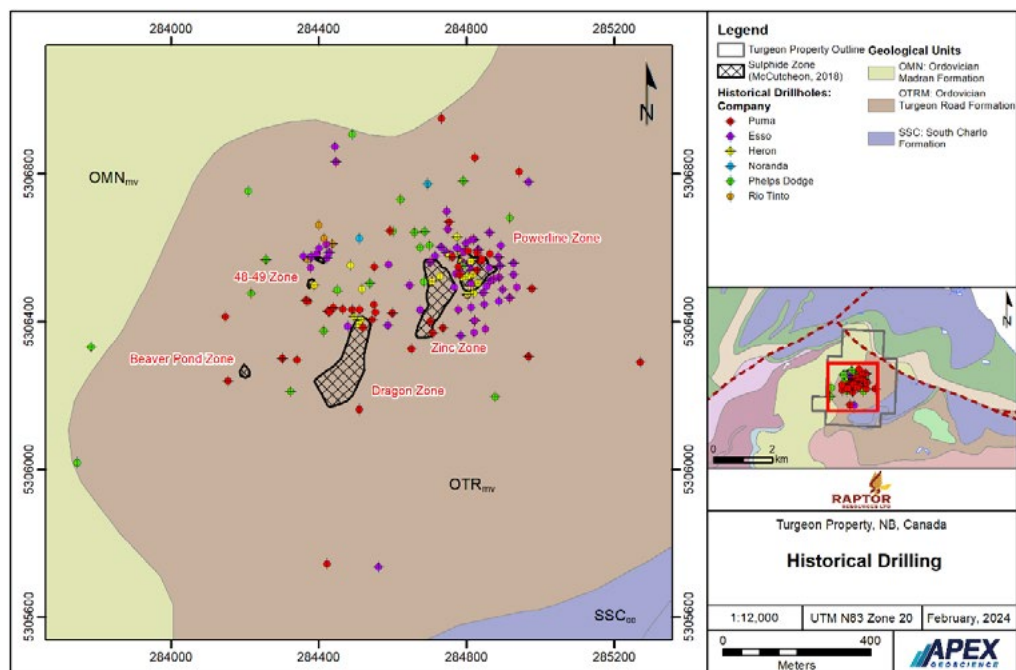 284000
284400
284800
285200
5306800
5306400
5306000
5305600
N
OMNmv
Powerline Zone
48-49 Zone
Beaver Pond Zone
Zinc Zone
Dragon Zone
OTRmv
284000
284400
284800
285200
Legend
Turgeon Property Outline
Sulphide Zone
(McCutcheon, 2018)
Historical Drillholes:
Company
Puma
Esso
Heron
Noranda
Phelps Dodge
Rio Tinto
Geological Units
OMN: Ordovician
Madran Formation
OTRM: Ordovician
Turgeon Road Formation
SSC: South Charlo
Formation
N
0 2
km
RAPTOR
RESOURCES LTD
Turgeon Property, NB, Canada
Historical Drilling
1:12,000 UTM N83 Zone 20 February, 2024
0 400
Meters
APEX
GEOSCIENCE